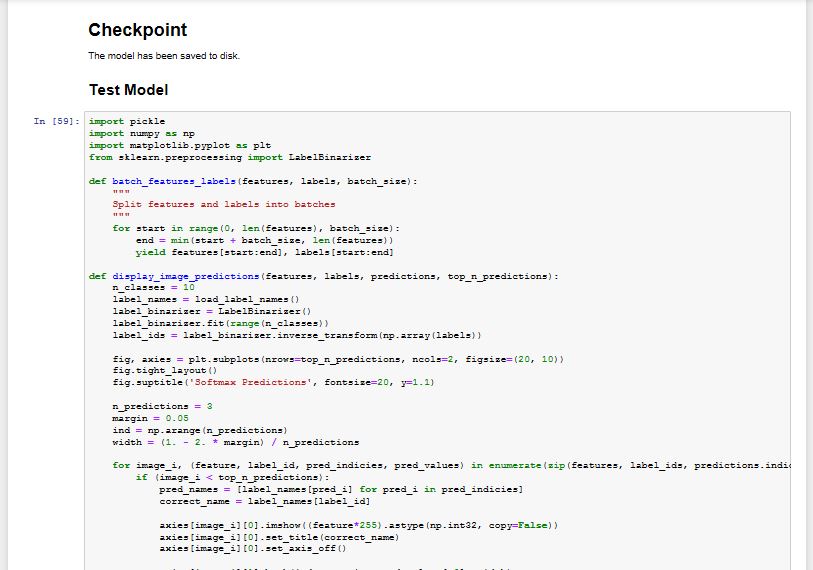 Checkpoint
The model has been saved to disk.
Test Model
In [59]:
import pickle
import numpy as np
import matplotlib.pyplot as plt
from sklearn.preprocessing import LabelBinarizer
def batch_features_labels(features, labels, batch_size):
"""
Split features and labels into batches
"""
for start in range(0, len(features), batch_size):
end = min(start + batch_size, len(features))
yield features[start:end], labels[start:end]
def display_image_predictions(features, labels, predictions, top_n_predictions):
n_classes = 10
label_names = load_label_names()
label_binarizer = LabelBinarizer()
label_binarizer.fit(range(n_classes))
label_ids = label_binarizer.inverse_transform(np.array(labels))
fig, axies = plt.subplots(nrows=top_n_predictions, ncols=2, figsize=(20, 10))
fig.tight_layout()
fig.suptitle('Softmax Predictions', fontsize=20, y=1.1)
n_predictions = 3
margin = 0.05
ind = np.arange(n_predictions)
width = (1. - 2. * margin) / n_predictions
for image_i, (feature, label_id, pred_indicies, pred_values) in enumerate(zip(features, label_ids, predictions.indic
if (image_i < top_n_predictions):
pred_names = [label_names[pred_i] for pred_i in pred_indicies]
correct_name = label_names[label_id]
axies[image_i][0].imshow((feature*255).astype(np.int32, copy=False))
axies[image_i][0].set_title(correct_name)
axies[image_i][0].set_axis_off()